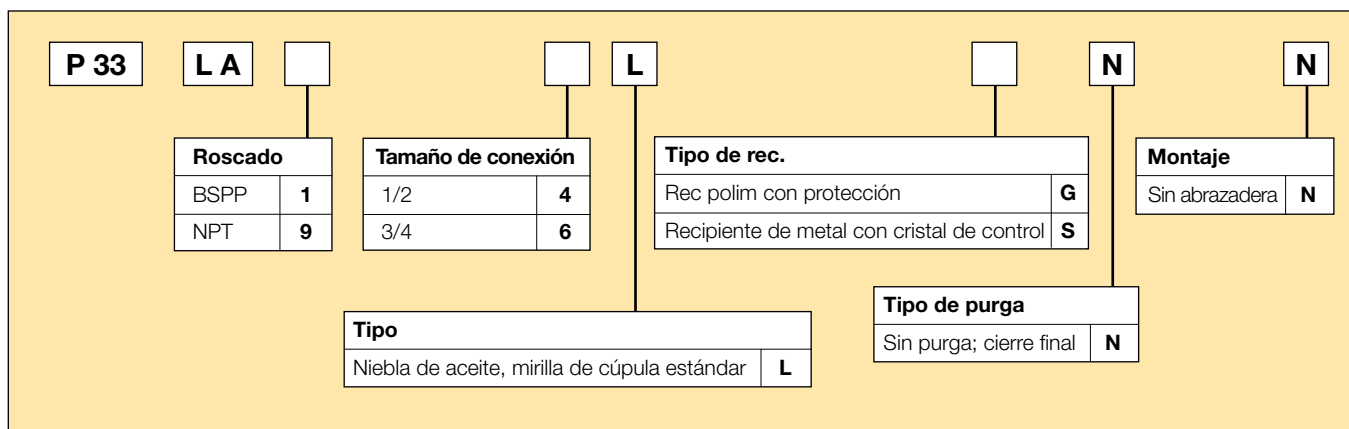 P 33 L A L N N
Roscado
BSPP 1
NPT 9
Tamaño de conexión
1/2 4
3/4 6
Tipo de rec.
Rec polim con protección G
Recipiente de metal con cristal de control S
Montaje
Sin abrazadera N
Tipo
Niebla de aceite, mirilla de cúpula estándar L
Tipo de purga
Sin purga; cierre final N